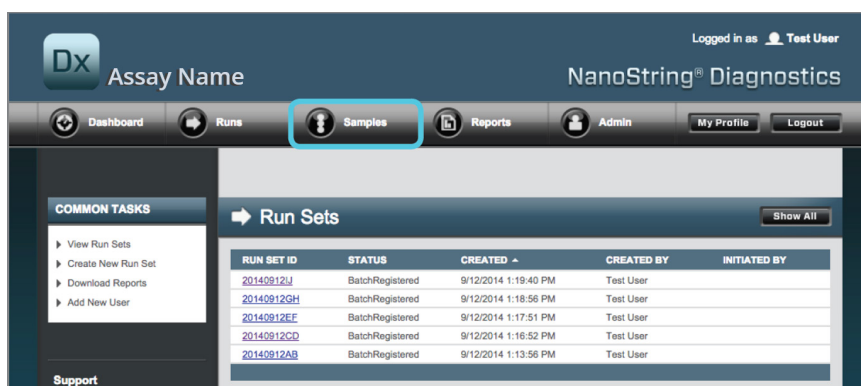 Logged in as Test User
Dx Assay Name
NanoString® Diagnostics
Dashboard Runs Samples Reports Admin My Profile Logout
COMMON TASKS
View Run Sets
Create New Run Set
Download Reports
Add New User
Support
Run Sets Show All
RUN SET ID STATUS CREATED CREATED BY INITIATED BY
20140912IJ BatchRegistered 9/12/2014 1:19:40 PM Test User
20140912GH BatchRegistered 9/12/2014 1:18:56 PM Test User
20140912EF BatchRegistered 9/12/2014 1:17:51 PM Test User
20140912CD BatchRegistered 9/12/2014 1:16:52 PM Test User
20140912AB BatchRegistered 9/12/2014 1:13:56 PM Test User